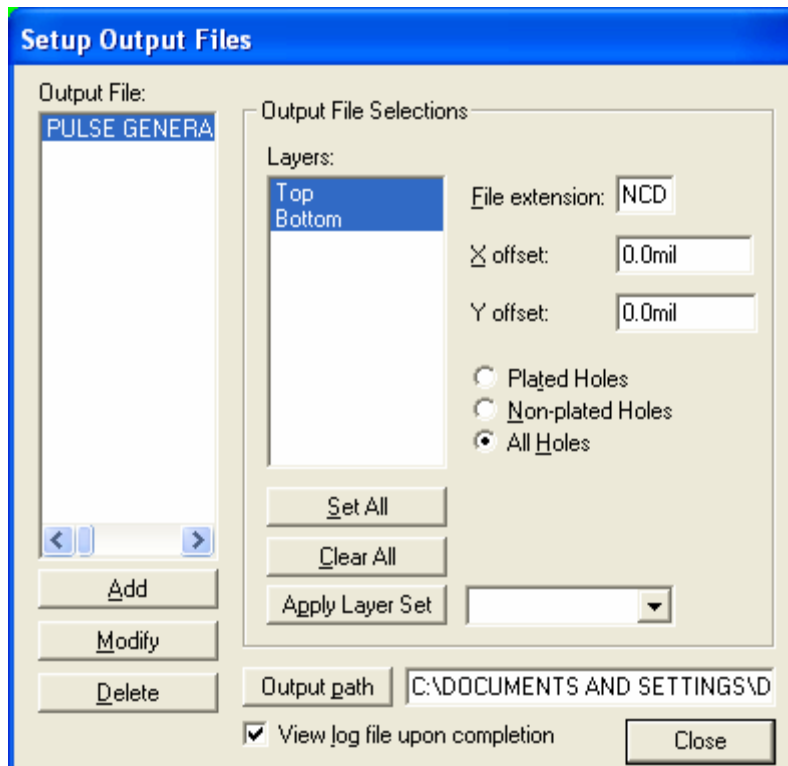 Setup Output Files
Output File:
PULSE GENERA
Add
Modify
Delete
Output File Selections
Layers:
Top
Bottom
File extension: NCD
X offset: 0.0mil
Y offset: 0.0mil
Plated Holes
Non-plated Holes
All Holes
Set All
Clear All
Apply Layer Set
Output path C:\DOCUMENTS AND SETTINGS\D
View log file upon completion
Close